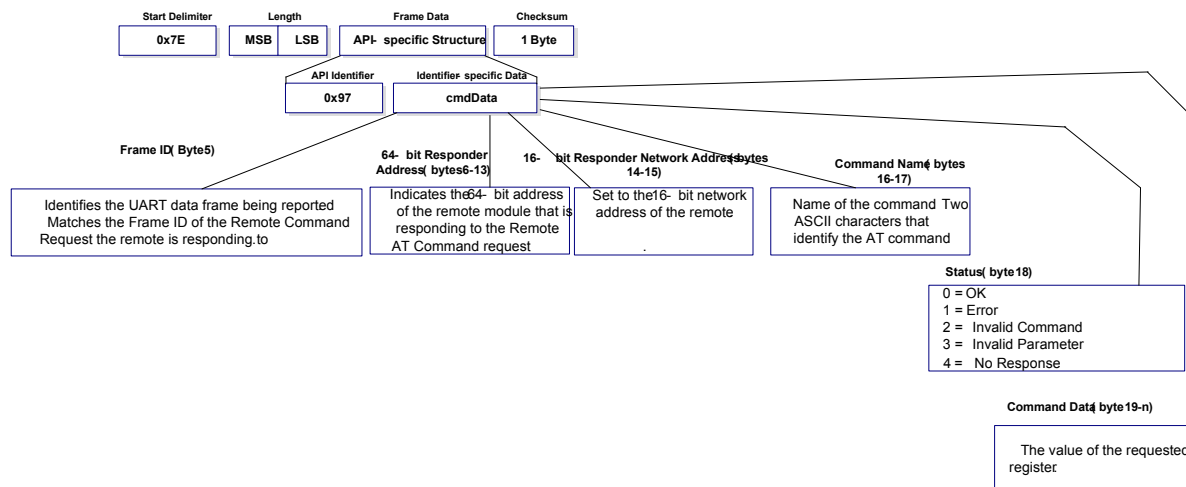 Start Delimiter Length Frame Data Checksum
0x7E MSB LSB API- specific Structure 1 Byte
API Identifier Identifier- specific Data
0x97 cmdData
Frame ID( Byte5)
Identifies the UART data frame being reported
Matches the Frame ID of the Remote Command
Request the remote is responding.to
64- bit Responder
Address( bytes6-13)
Indicates the64- bit address
of the remote module that is
responding to the Remote
AT Command request
16- bit Responder Network Address( bytes
14-15)
Set to the16- bit network
address of the remote
.
Command Name( bytes
16-17)
Name of the command Two
ASCII characters that
identify the AT command
Status( byte18)
0 = OK
1 = Error
2 = Invalid Command
3 = Invalid Parameter
4 = No Response
Command Data( byte19-n)
The value of the requested
register.